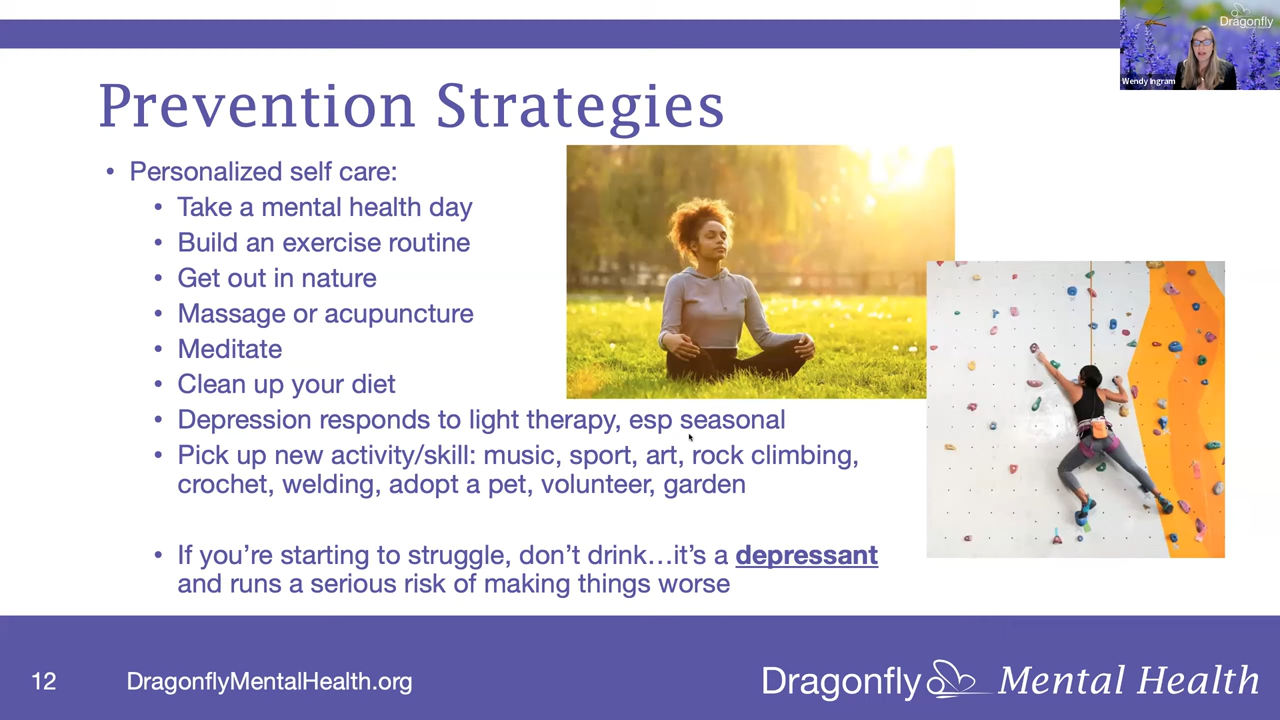 Dragonfly
Wendy Ingram
Prevention Strategies
• Personalized self care:
• Take a mental health day
• Build an exercise routine
• Get out in nature
• Massage or acupuncture
• Meditate
• Clean up your diet
• Depression responds to light therapy, esp seasonal
• Pick up new activity/skill: music, sport, art, rock climbing,
crochet, welding, adopt a pet, volunteer, garden
• If you’re starting to struggle, don’t drink…it’s a depressant
and runs a serious risk of making things worse
12
DragonflyMentalHealth.org
Dragonfly Mental Health